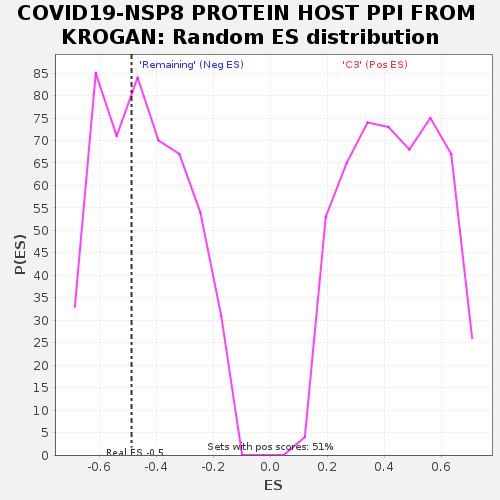 COVID19-NSP8 PROTEIN HOST PPI FROM
KROGAN: Random ES distribution
'Remaining' (Neg ES)
'C3' (Pos ES)
85
80
75
70
65
60
55
50
45
40
35
30
25
20
15
10
5
0
P(ES)
Sets with pos scores: 51%
Real ES -0.5
-0.6 -0.4 -0.2 0.0 0.2 0.4 0.6
ES